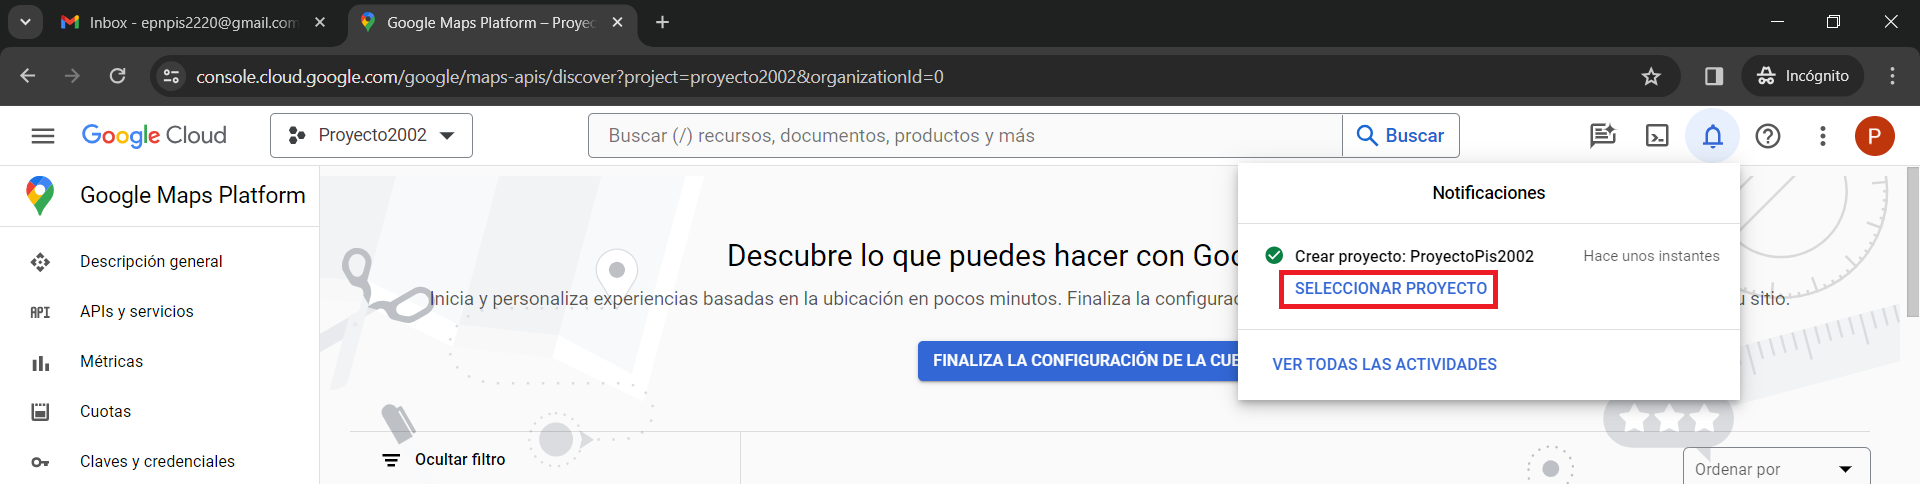 Inbox - epnpis2220@gmail.com
Google Maps Platform – Proyec
console.cloud.google.com/google/maps-apis/discover?project=proyecto2002&organizationId=0
Incógnito
Google Cloud
Proyecto2002
Buscar (/) recursos, documentos, productos y más
Buscar
P
Google Maps Platform
Notificaciones
Descubre lo que puedes hacer con Goo
Crear proyecto: ProyectoPis2002
Hace unos instantes
SELECCIONAR PROYECTO
Descripción general
Inicia y personaliza experiencias basadas en la ubicación en pocos minutos. Finaliza la configurac
u sitio.
API
APIs y servicios
FINALIZA LA CONFIGURACIÓN DE LA CUE
VER TODAS LAS ACTIVIDADES
Métricas
Cuotas
Claves y credenciales
Ocultar filtro
Ordenar por